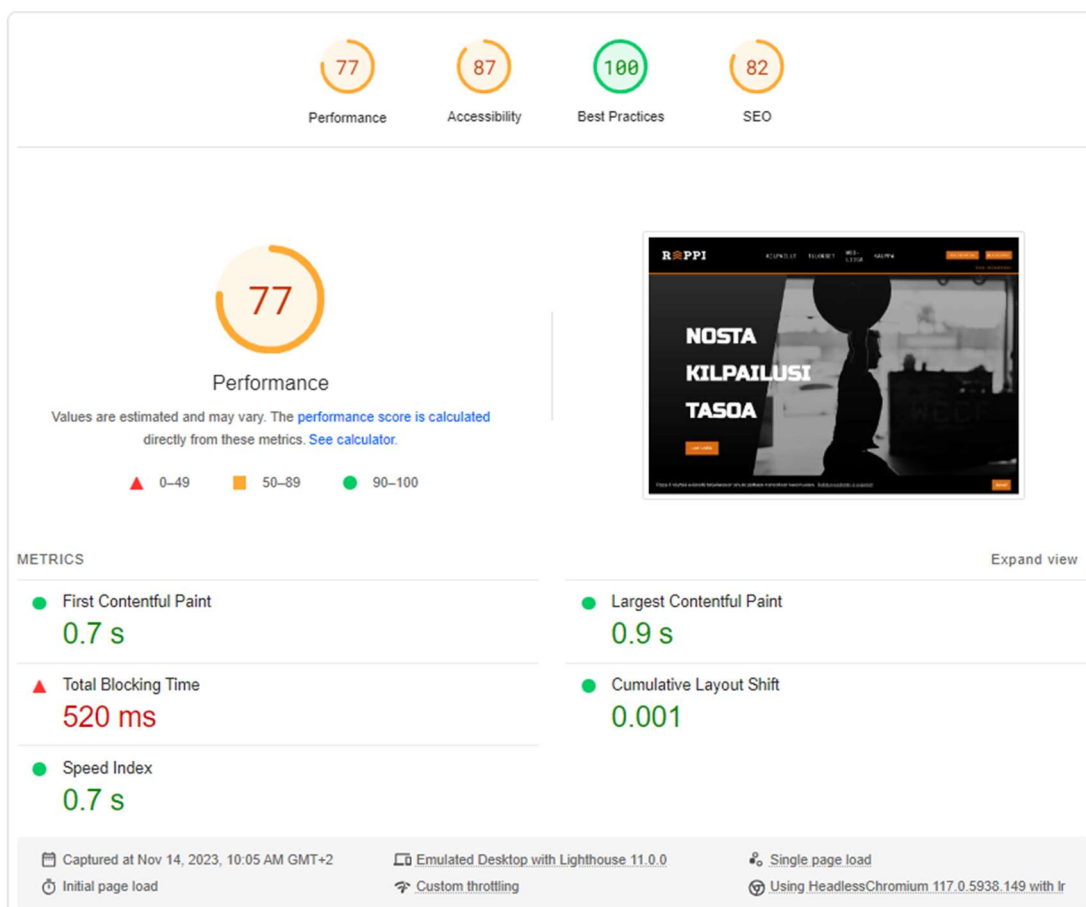 77
87
100
82
Performance
Accessibility
Best Practices
SEO
77
Performance
Values are estimated and may vary. The performance score is calculated
directly from these metrics. See calculator.
0–49
50–89
90–100
R PPI
KILPAILUT TULOKSET KAUPPA
NOSTA
KILPAILUSI
TASOA
METRICS
Expand view
First Contentful Paint
0.7 s
Largest Contentful Paint
0.9 s
Total Blocking Time
520 ms
Cumulative Layout Shift
0.001
Speed Index
0.7 s
Captured at Nov 14, 2023, 10:05 AM GMT+2
Emulated Desktop with Lighthouse 11.0.0
Single page load
Initial page load
Custom throttling
Using HeadlessChromium 117.0.5938.149 with lr